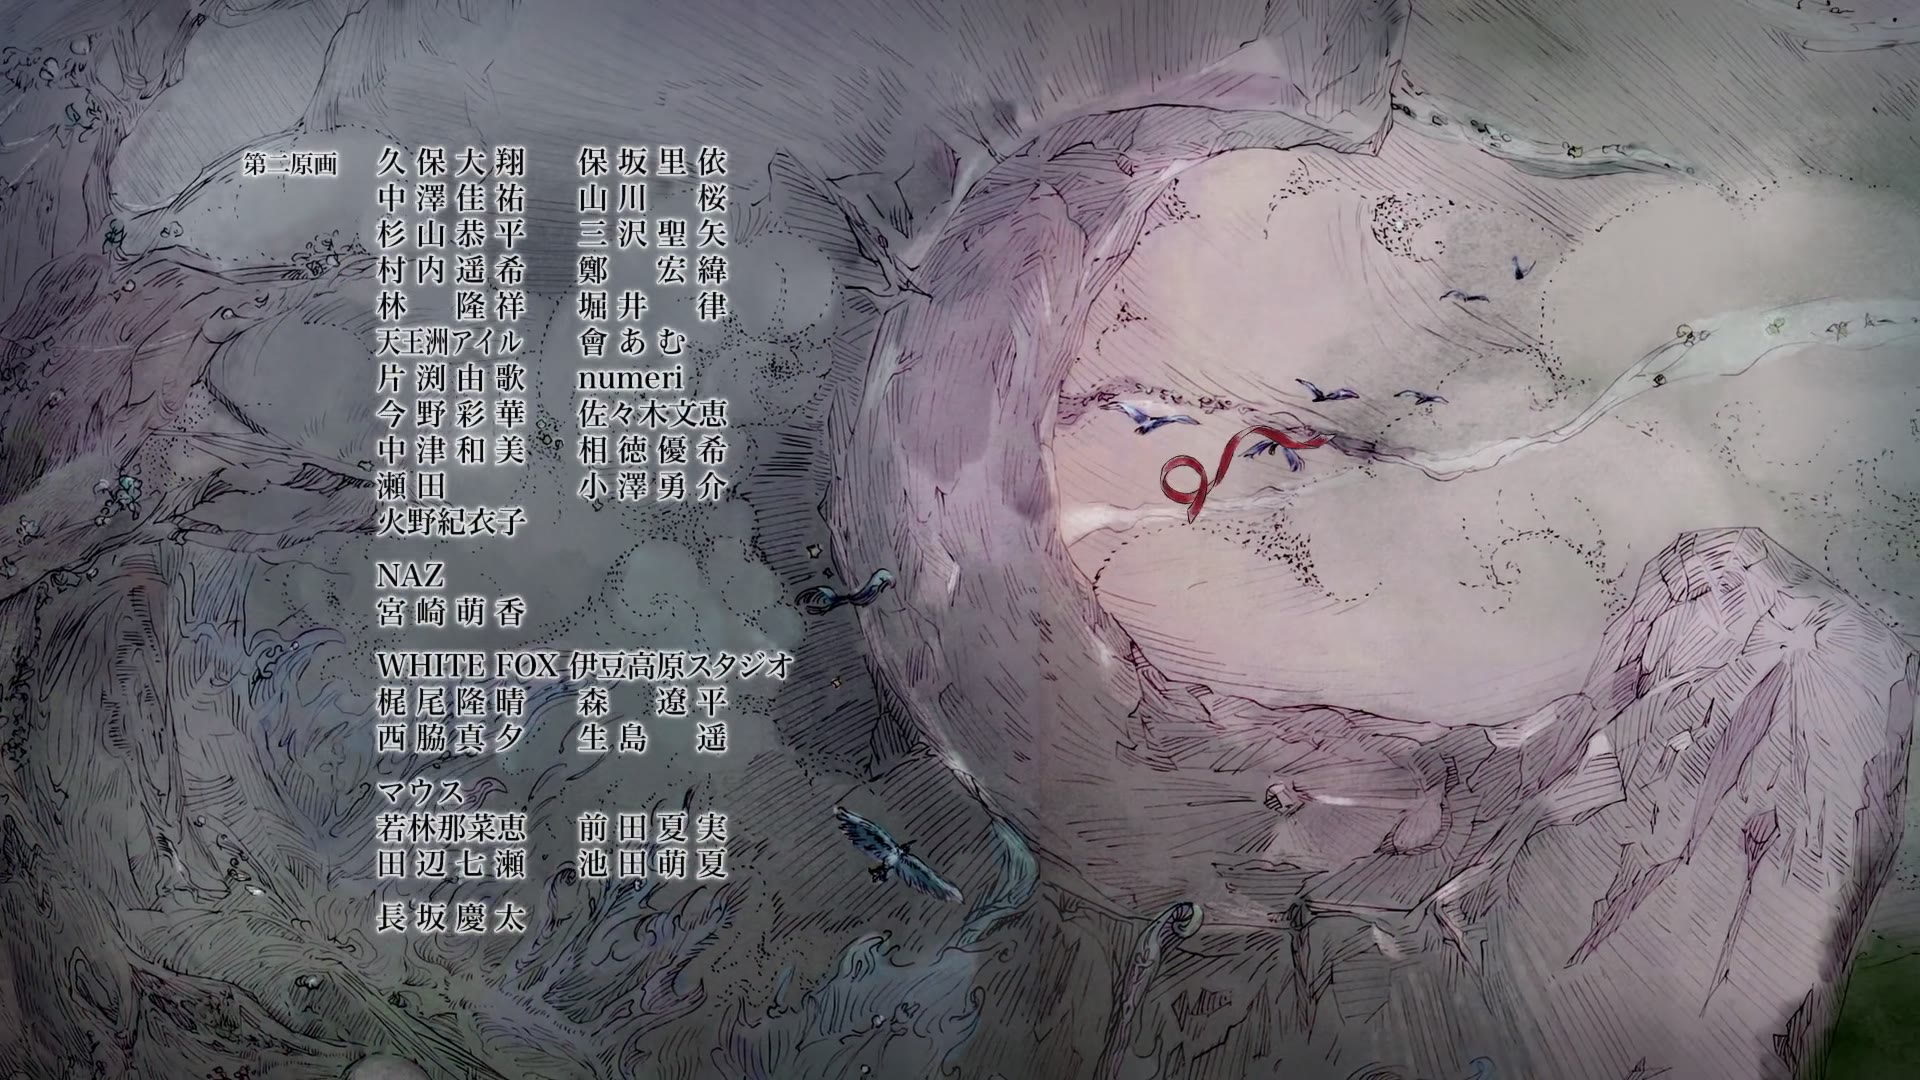 第二原画 久保大翔 保坂里依
中澤佳祐 山川桜
杉山恭平 三沢聖矢
村内遥希 鄭宏緯
林隆祥 堀井律
天王洲アイル 會あむ
片渕由歌 numeri
今野彩華 佐々木文恵
中津和美 相徳優希
瀬田 小澤勇介
火野紀衣子
NAZ
宮崎萌香
WHITE FOX 伊豆高原スタジオ
梶尾隆晴 森遼平
西脇真夕 生島遥
マウス
若林那菜恵 前田夏実
田辺七瀬 池田萌夏
長坂慶太